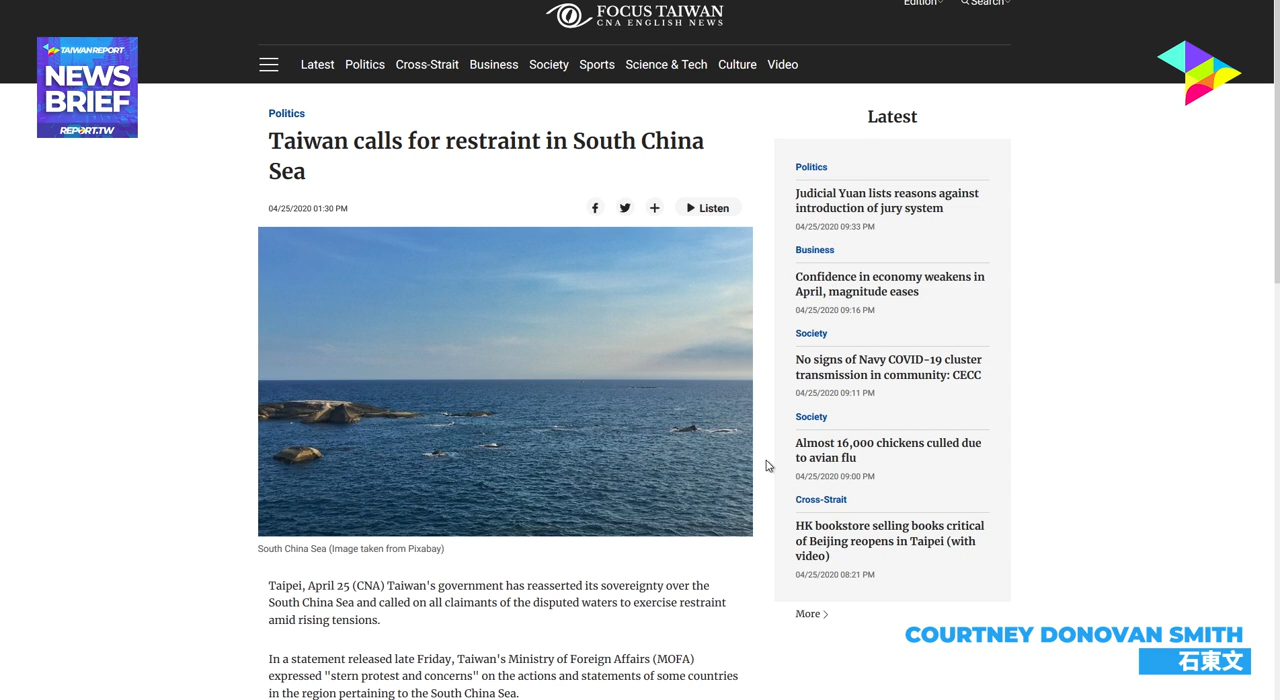 FOCUS TAIWAN
CNA ENGLISH NEWS
Edition
Search
TAIWAN REPORT
NEWS
BRIEF
REPORT.TW
Latest Politics Cross-Strait Business Society Sports Science & Tech Culture Video
Politics
Taiwan calls for restraint in South China
Sea
04/25/2020 01:30 PM
Listen
South China Sea (Image taken from Pixabay)
Taipei, April 25 (CNA) Taiwan's government has reasserted its sovereignty over the
South China Sea and called on all claimants of the disputed waters to exercise restraint
amid rising tensions.
In a statement released late Friday, Taiwan's Ministry of Foreign Affairs (MOFA)
expressed "stern protest and concerns" on the actions and statements of some countries
in the region pertaining to the South China Sea.
Latest
Politics
Judicial Yuan lists reasons against
introduction of jury system
04/25/2020 09:33 PM
Business
Confidence in economy weakens in
April, magnitude eases
04/25/2020 09:16 PM
Society
No signs of Navy COVID-19 cluster
transmission in community: CECC
04/25/2020 09:11 PM
Society
Almost 16,000 chickens culled due
to avian flu
04/25/2020 09:00 PM
Cross-Strait
HK bookstore selling books critical
of Beijing reopens in Taipei (with
video)
04/25/2020 08:21 PM
More
COURTNEY DONOVAN SMITH
石東文